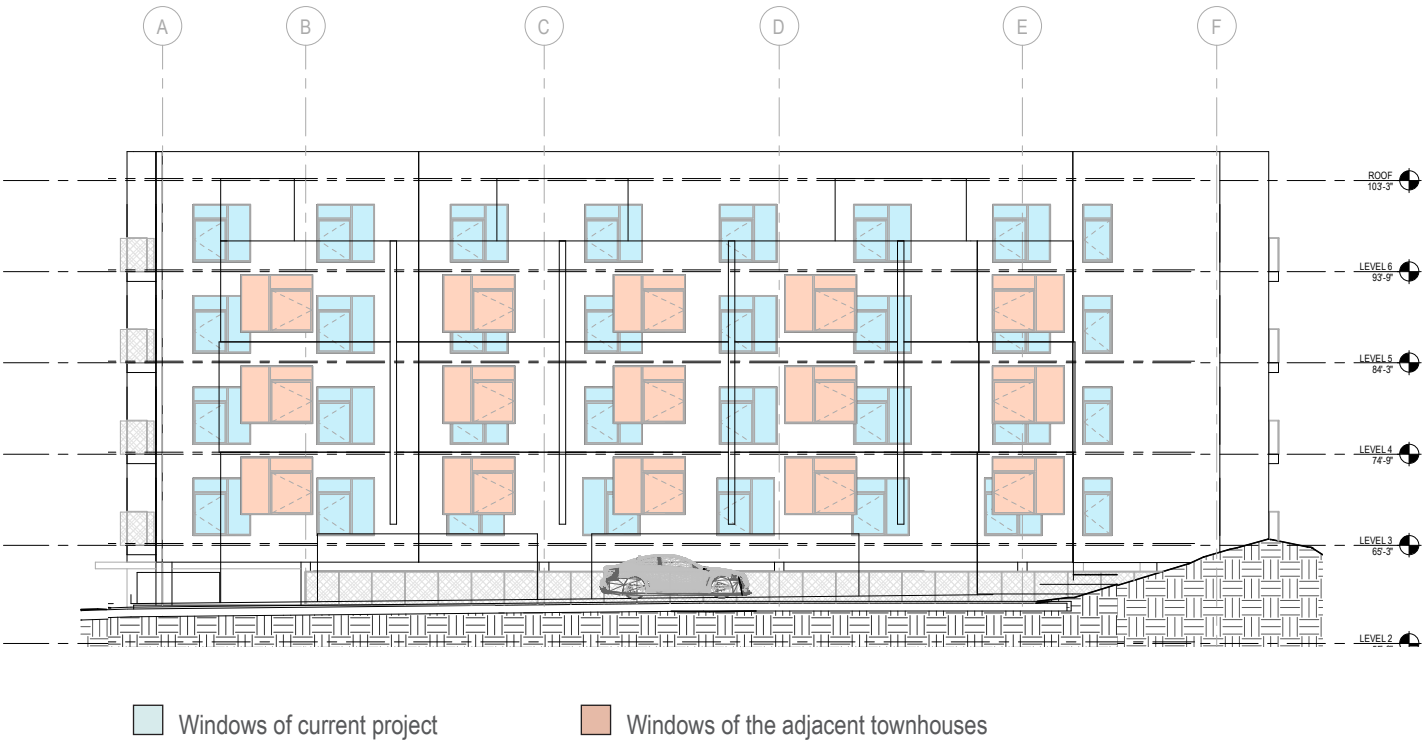 A B C D E F
ROOF
103'-3"
LEVEL 6
93'-9"
LEVEL 5
84'-3"
LEVEL 4
74'-9"
LEVEL 3
65'-3"
LEVEL 2
Windows of current project Windows of the adjacent townhouses